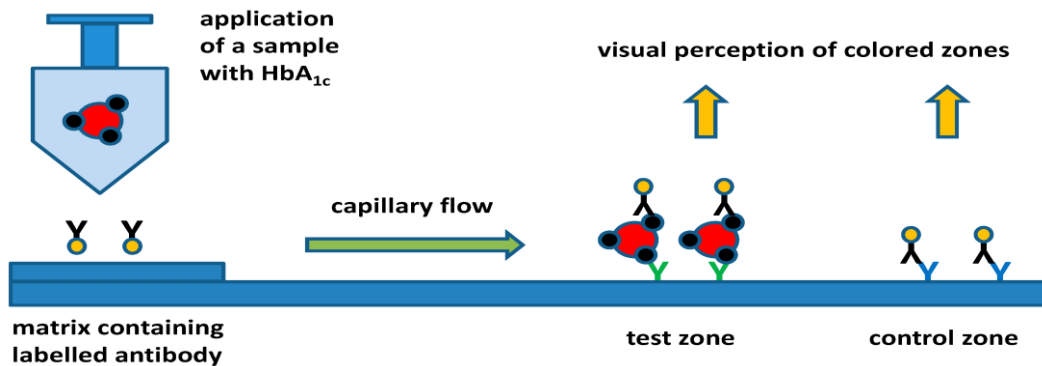 application
of a sample
with HbA1c
visual perception of colored zones
capillary flow
matrix containing
labelled antibody
test zone
control zone